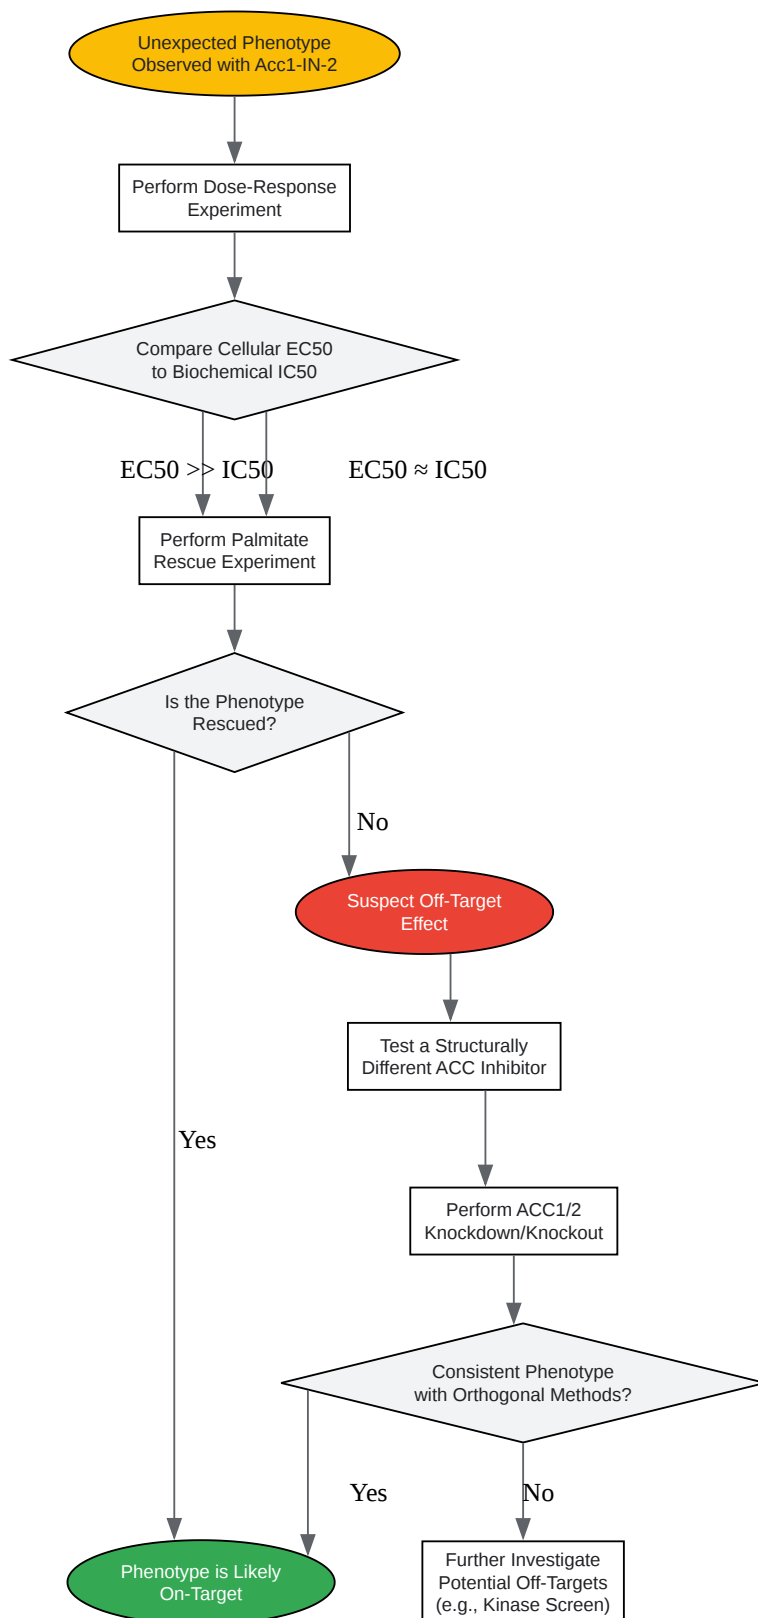 Unexpected Phenotype
Observed with Acc1-IN-2
Perform Dose-Response
Experiment
Compare Cellular EC50
to Biochemical IC50
EC50 >> IC50
EC50 ≈ IC50
Perform Palmitate
Rescue Experiment
Is the Phenotype
Rescued?
No
Suspect Off-Target
Effect
Test a Structurally
Different ACC Inhibitor
Yes
Perform ACC1/2
Knockdown/Knockout
Consistent Phenotype
with Orthogonal Methods?
Yes
No
Phenotype is Likely
On-Target
Further Investigate
Potential Off-Targets
(e.g., Kinase Screen)